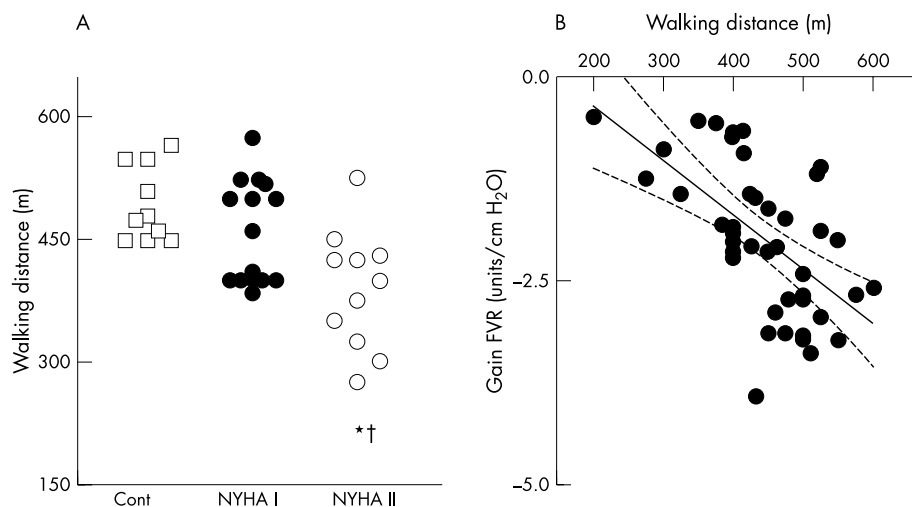 A
Walking distance (m)
600
450
300
150
*†
Cont NYHA I NYHA II
B
Walking distance (m)
200 300 400 500 600
Gain FVR (units/cm H₂O)
0.0
–2.5
–5.0